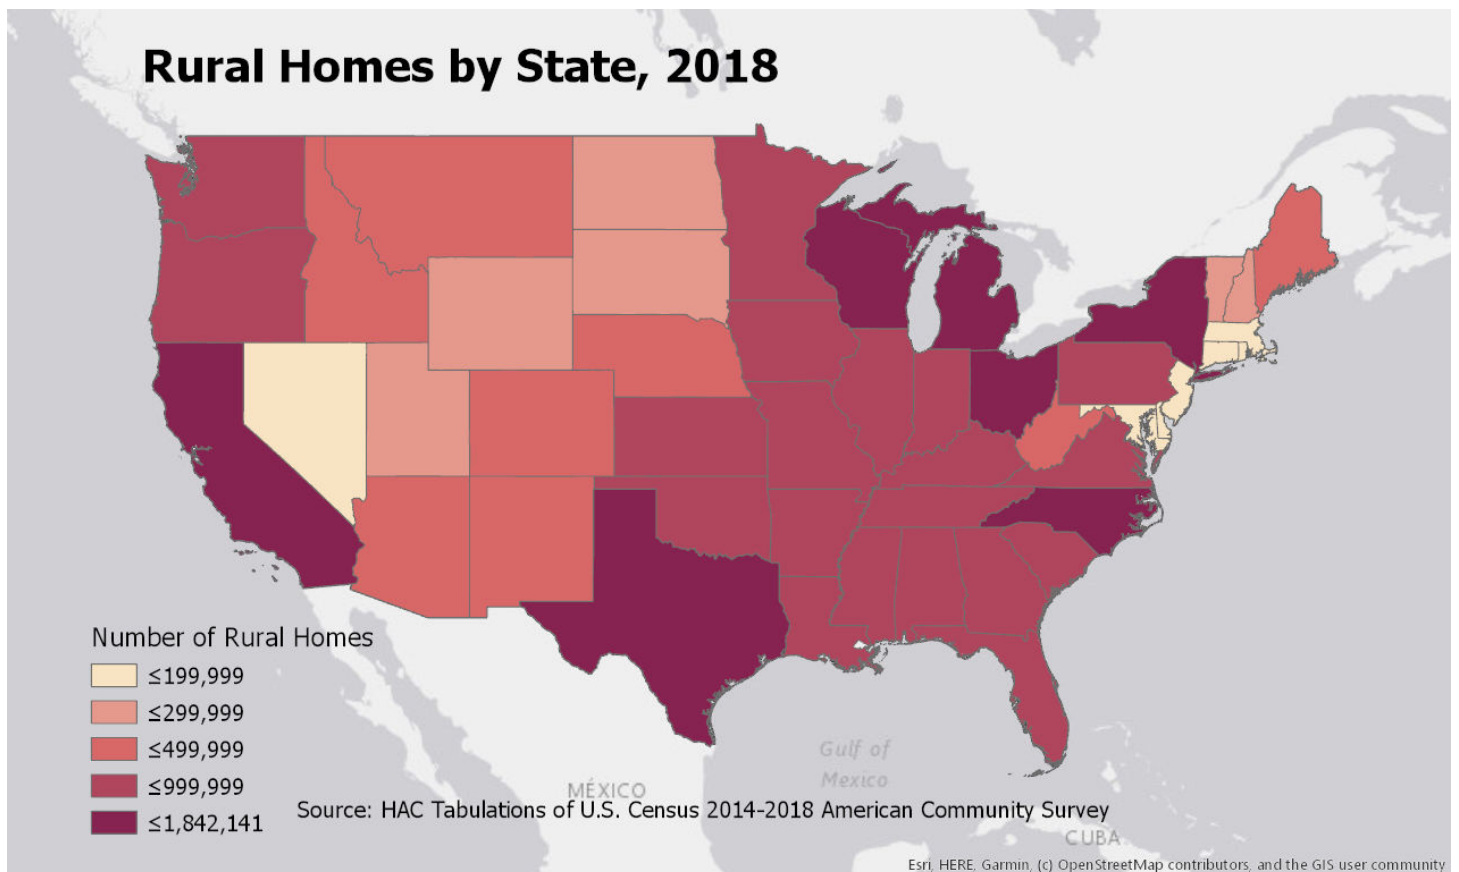 Rural Homes by State, 2018
Number of Rural Homes
≤199,999
≤299,999
≤499,999
≤999,999
≤1,842,141
Gulf of
Mexico
MÉXICO
Source: HAC Tabulations of U.S. Census 2014-2018 American Community Survey
CUBA
Esri, HERE, Garmin, (c) OpenStreetMap contributors, and the GIS user community